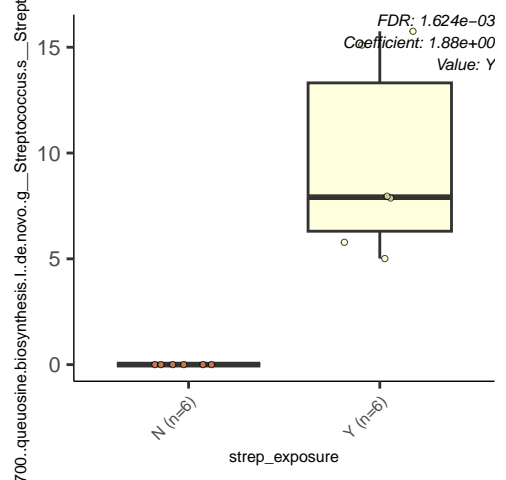 FDR: 1.624e−03
Coefficient: 1.88e+00
Value: Y
700..queuosine.biosynthesis.I..de.novo..g__Streptococcus.s__Strept
15
10
5
0
N (n=6)
Y (n=6)
strep_exposure